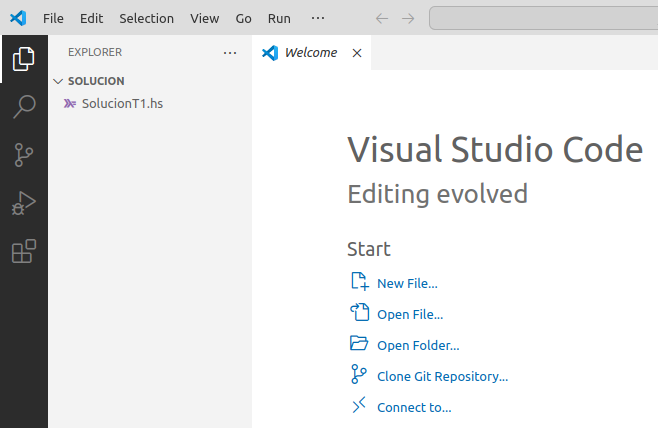 File Edit Selection View Go Run ···
EXPLORER ···
Welcome
SOLUCION
SolucionT1.hs
Visual Studio Code
Editing evolved
Start
New File...
Open File...
Open Folder...
Clone Git Repository...
Connect to...